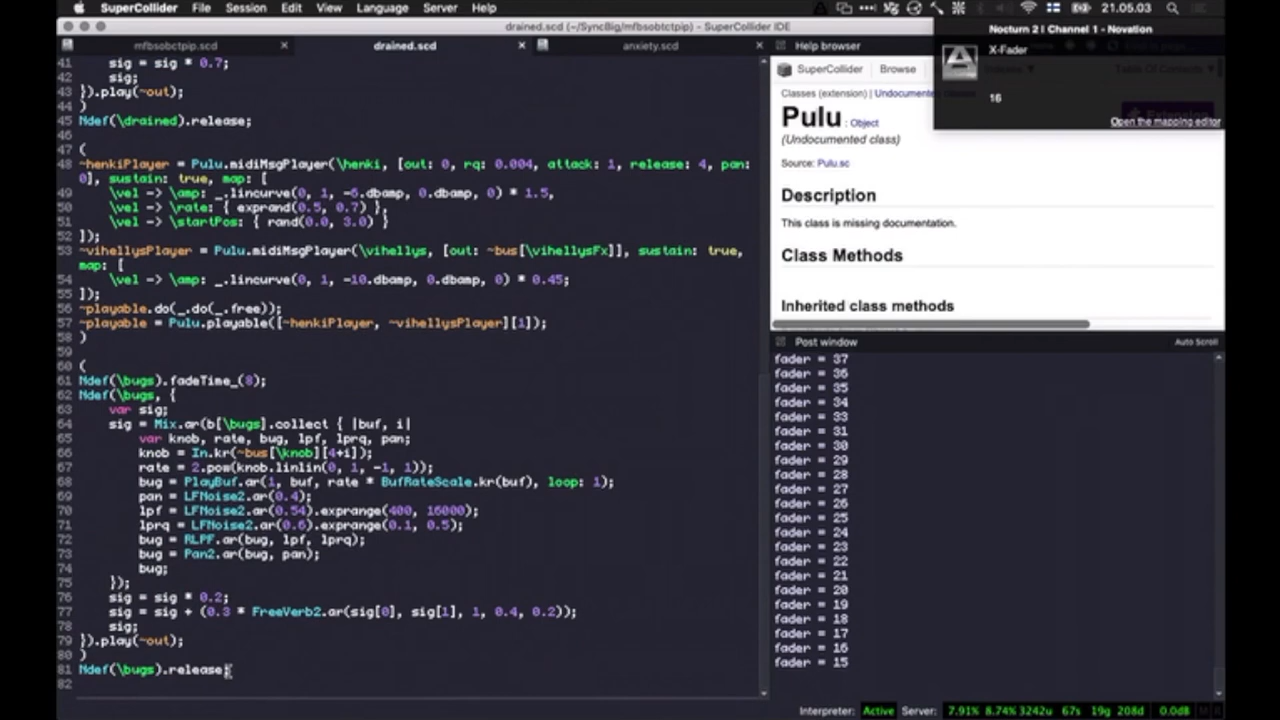 SuperCollider File Session Edit View Language Server Help 21.05.03
drained.scd (~/SyncBig/mfbsobtctpip) - SuperCollider IDE
mfbsobctpip.scd drained.scd anxiety.scd
41 sig = sig * 0.7;
42 sig;
43 }).play(~out);
44 )
45 Ndef(\drained).release;
46
47 (
48 ~henkiPlayer = Pulu.midiMsgPlayer(\henki, [out: 0, rq: 0.004, attack: 1, release: 4, pan:
0], sustain: true, map: [
49 \vel -> \amp: _.lincurve(0, 1, -6.dbamp, 0.dbamp, 0) * 1.5,
50 \vel -> \rate: { exprand(0.5, 0.7) },
51 \vel -> \startPos: { rand(0.0, 3.0) }
52 ]);
53 ~vihellysPlayer = Pulu.midiMsgPlayer(\vihellys, [out: ~bus[\vihellysFx]], sustain: true,
map: [
54 \vel -> \amp: _.lincurve(0, 1, -10.dbamp, 0.dbamp, 0) * 0.45;
55 ]);
56 ~playable.do(_.do(_.free));
57 ~playable = Pulu.playable([~henkiPlayer, ~vihellysPlayer][1]);
58 )
59
60 (
61 Ndef(\bugs).fadeTime_(8);
62 Ndef(\bugs, {
63 var sig;
64 sig = Mix.ar(b[\bugs].collect { |buf, i|
65 var knob, rate, bug, lpf, lprq, pan;
66 knob = In.kr(~bus[\knob][4+i]);
67 rate = 2.pow(knob.linlin(0, 1, -1, 1));
68 bug = PlayBuf.ar(1, buf, rate * BufRateScale.kr(buf), loop: 1);
69 pan = LFNoise2.ar(0.4);
70 lpf = LFNoise2.ar(0.54).exprange(400, 16000);
71 lprq = LFNoise2.ar(0.6).exprange(0.1, 0.5);
72 bug = RLPF.ar(bug, lpf, lprq);
73 bug = Pan2.ar(bug, pan);
74 bug;
75 });
76 sig = sig * 0.2;
77 sig = sig + (0.3 * FreeVerb2.ar(sig[0], sig[1], 1, 0.4, 0.2));
78 sig;
79 }).play(~out);
80 )
81 Ndef(\bugs).release;
82
Help browser
SuperCollider Browse
Classes (extension) | Undocumented
Pulu : Object
(Undocumented class)
Source: Pulu.sc
Description
This class is missing documentation.
Class Methods
Inherited class methods
Nocturn 2 | Channel 1 - Novation
X-Fader
16
Open the mapping editor
Post window Auto Scroll
fader = 37
fader = 36
fader = 35
fader = 34
fader = 33
fader = 31
fader = 30
fader = 29
fader = 28
fader = 27
fader = 26
fader = 25
fader = 24
fader = 23
fader = 22
fader = 21
fader = 20
fader = 19
fader = 18
fader = 17
fader = 16
fader = 15
Interpreter: Active Server: 7.91% 8.74% 3242u 67s 19g 208d 0.0dB M R